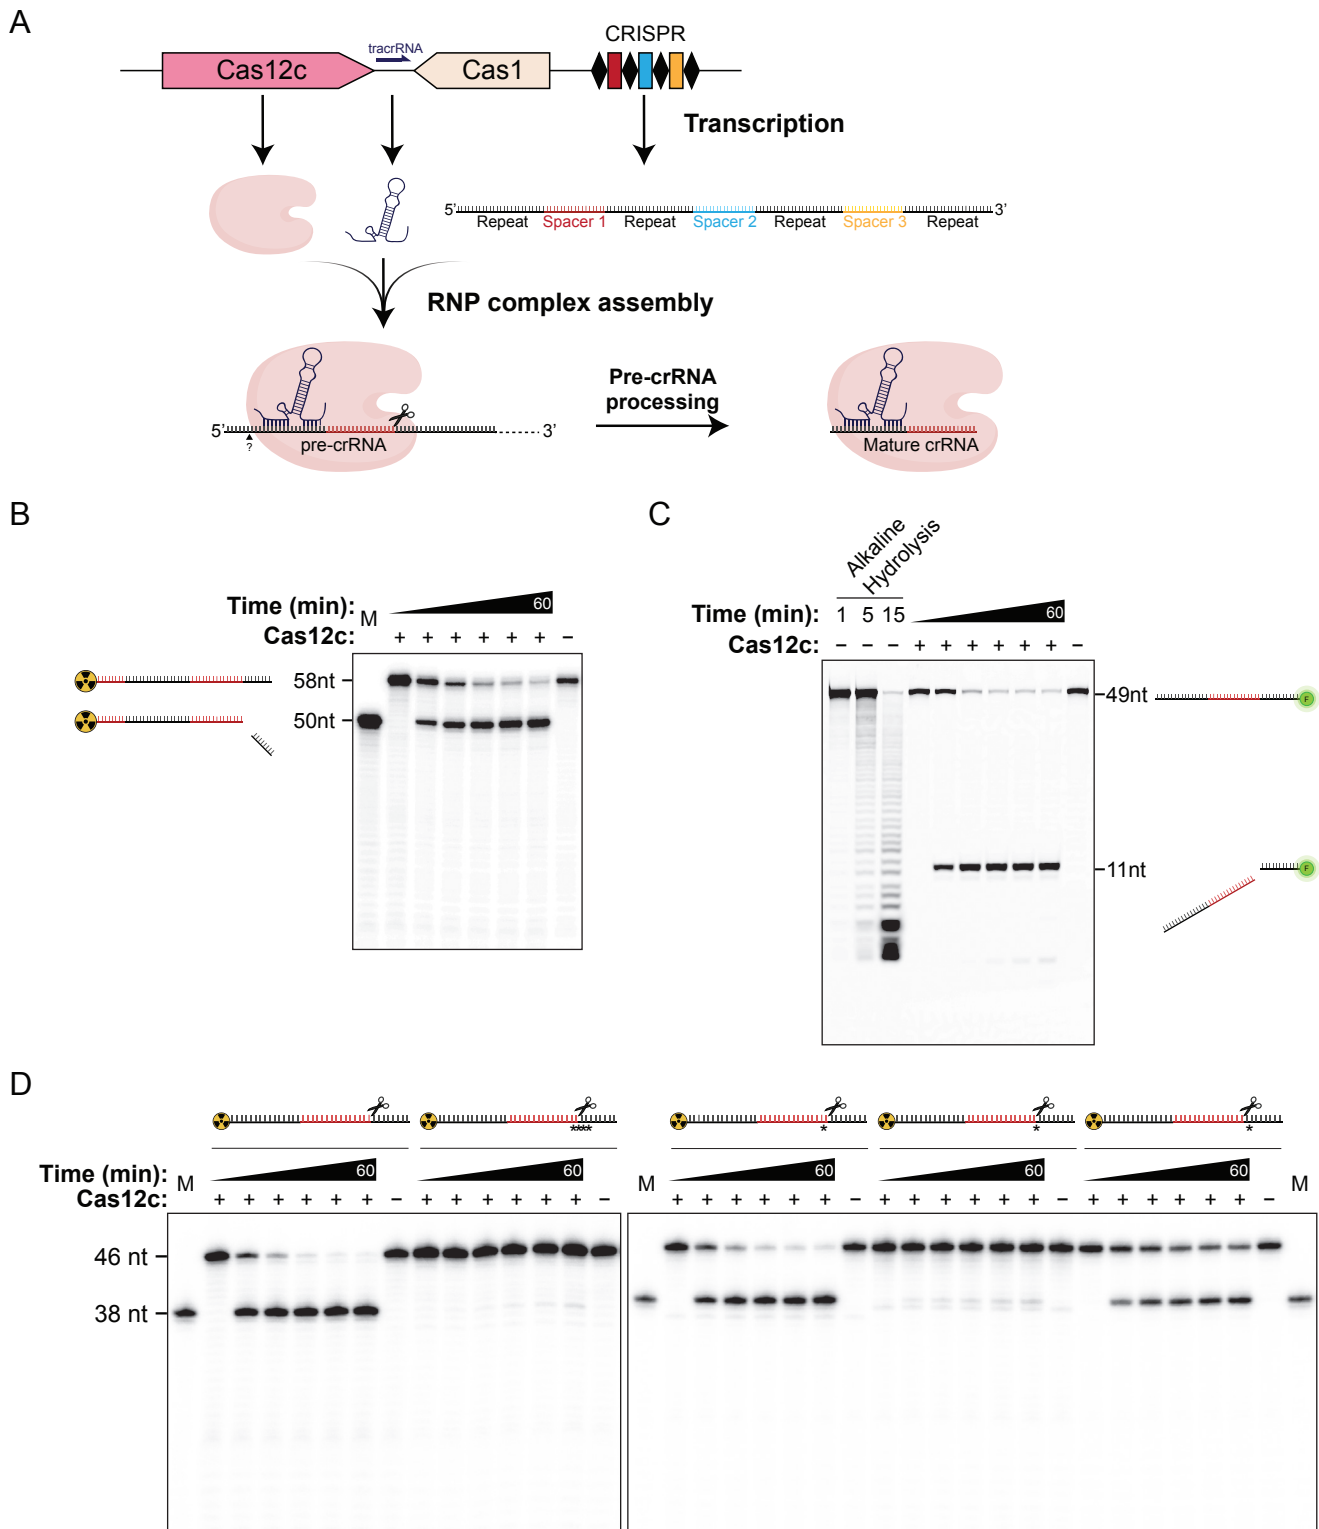 A
CRISPR
tracrRNA
Cas12c
Cas1
Transcription
5’
3’
Repeat Spacer 1 Repeat Spacer 2 Repeat Spacer 3 Repeat
RNP complex assembly
Pre-crRNA
processing
5’
3’
pre-crRNA
?
Mature crRNA
B
Time (min):
M
60
Cas12c:
+ + + + + + –
58nt
50nt
C
Alkaline
Hydrolysis
Time (min): 1 5 15 60
Cas12c: – – – + + + + + + –
49nt
F
11nt
F
D
****
*
*
*
Time (min): M 60 60 M 60 60 60 M
Cas12c: + + + + + + – + + + + + + – + + + + + + – + + + + + + – + + + + + + –
46 nt
38 nt